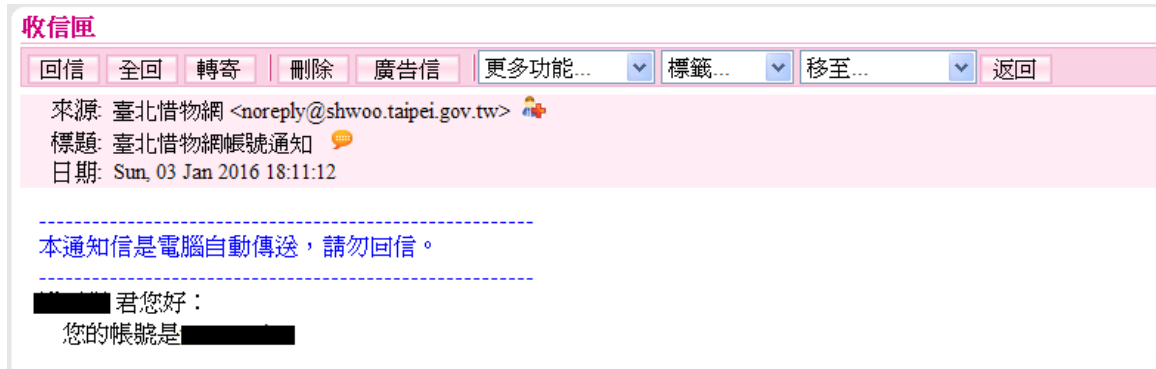 收信匣
回信 全回 轉寄 刪除 廣告信 更多功能... 標籤... 移至... 返回
來源: 臺北惜物網 <noreply@shwoo.taipei.gov.tw>
標題: 臺北惜物網帳號通知
日期: Sun, 03 Jan 2016 18:11:12
------------------------------------------------------
本通知信是電腦自動傳送，請勿回信。
------------------------------------------------------
君您好：
您的帳號是